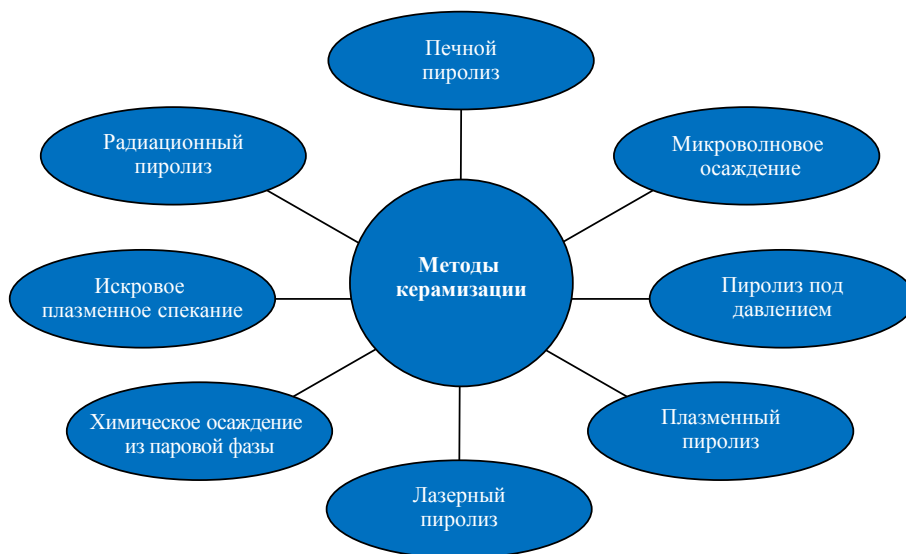 Печной
пиролиз
Радиационный
пиролиз
Микроволновое
осаждение
Методы
керамизации
Искровое
плазменное спекание
Пиролиз под
давлением
Химическое осаждение
из паровой фазы
Плазменный
пиролиз
Лазерный
пиролиз